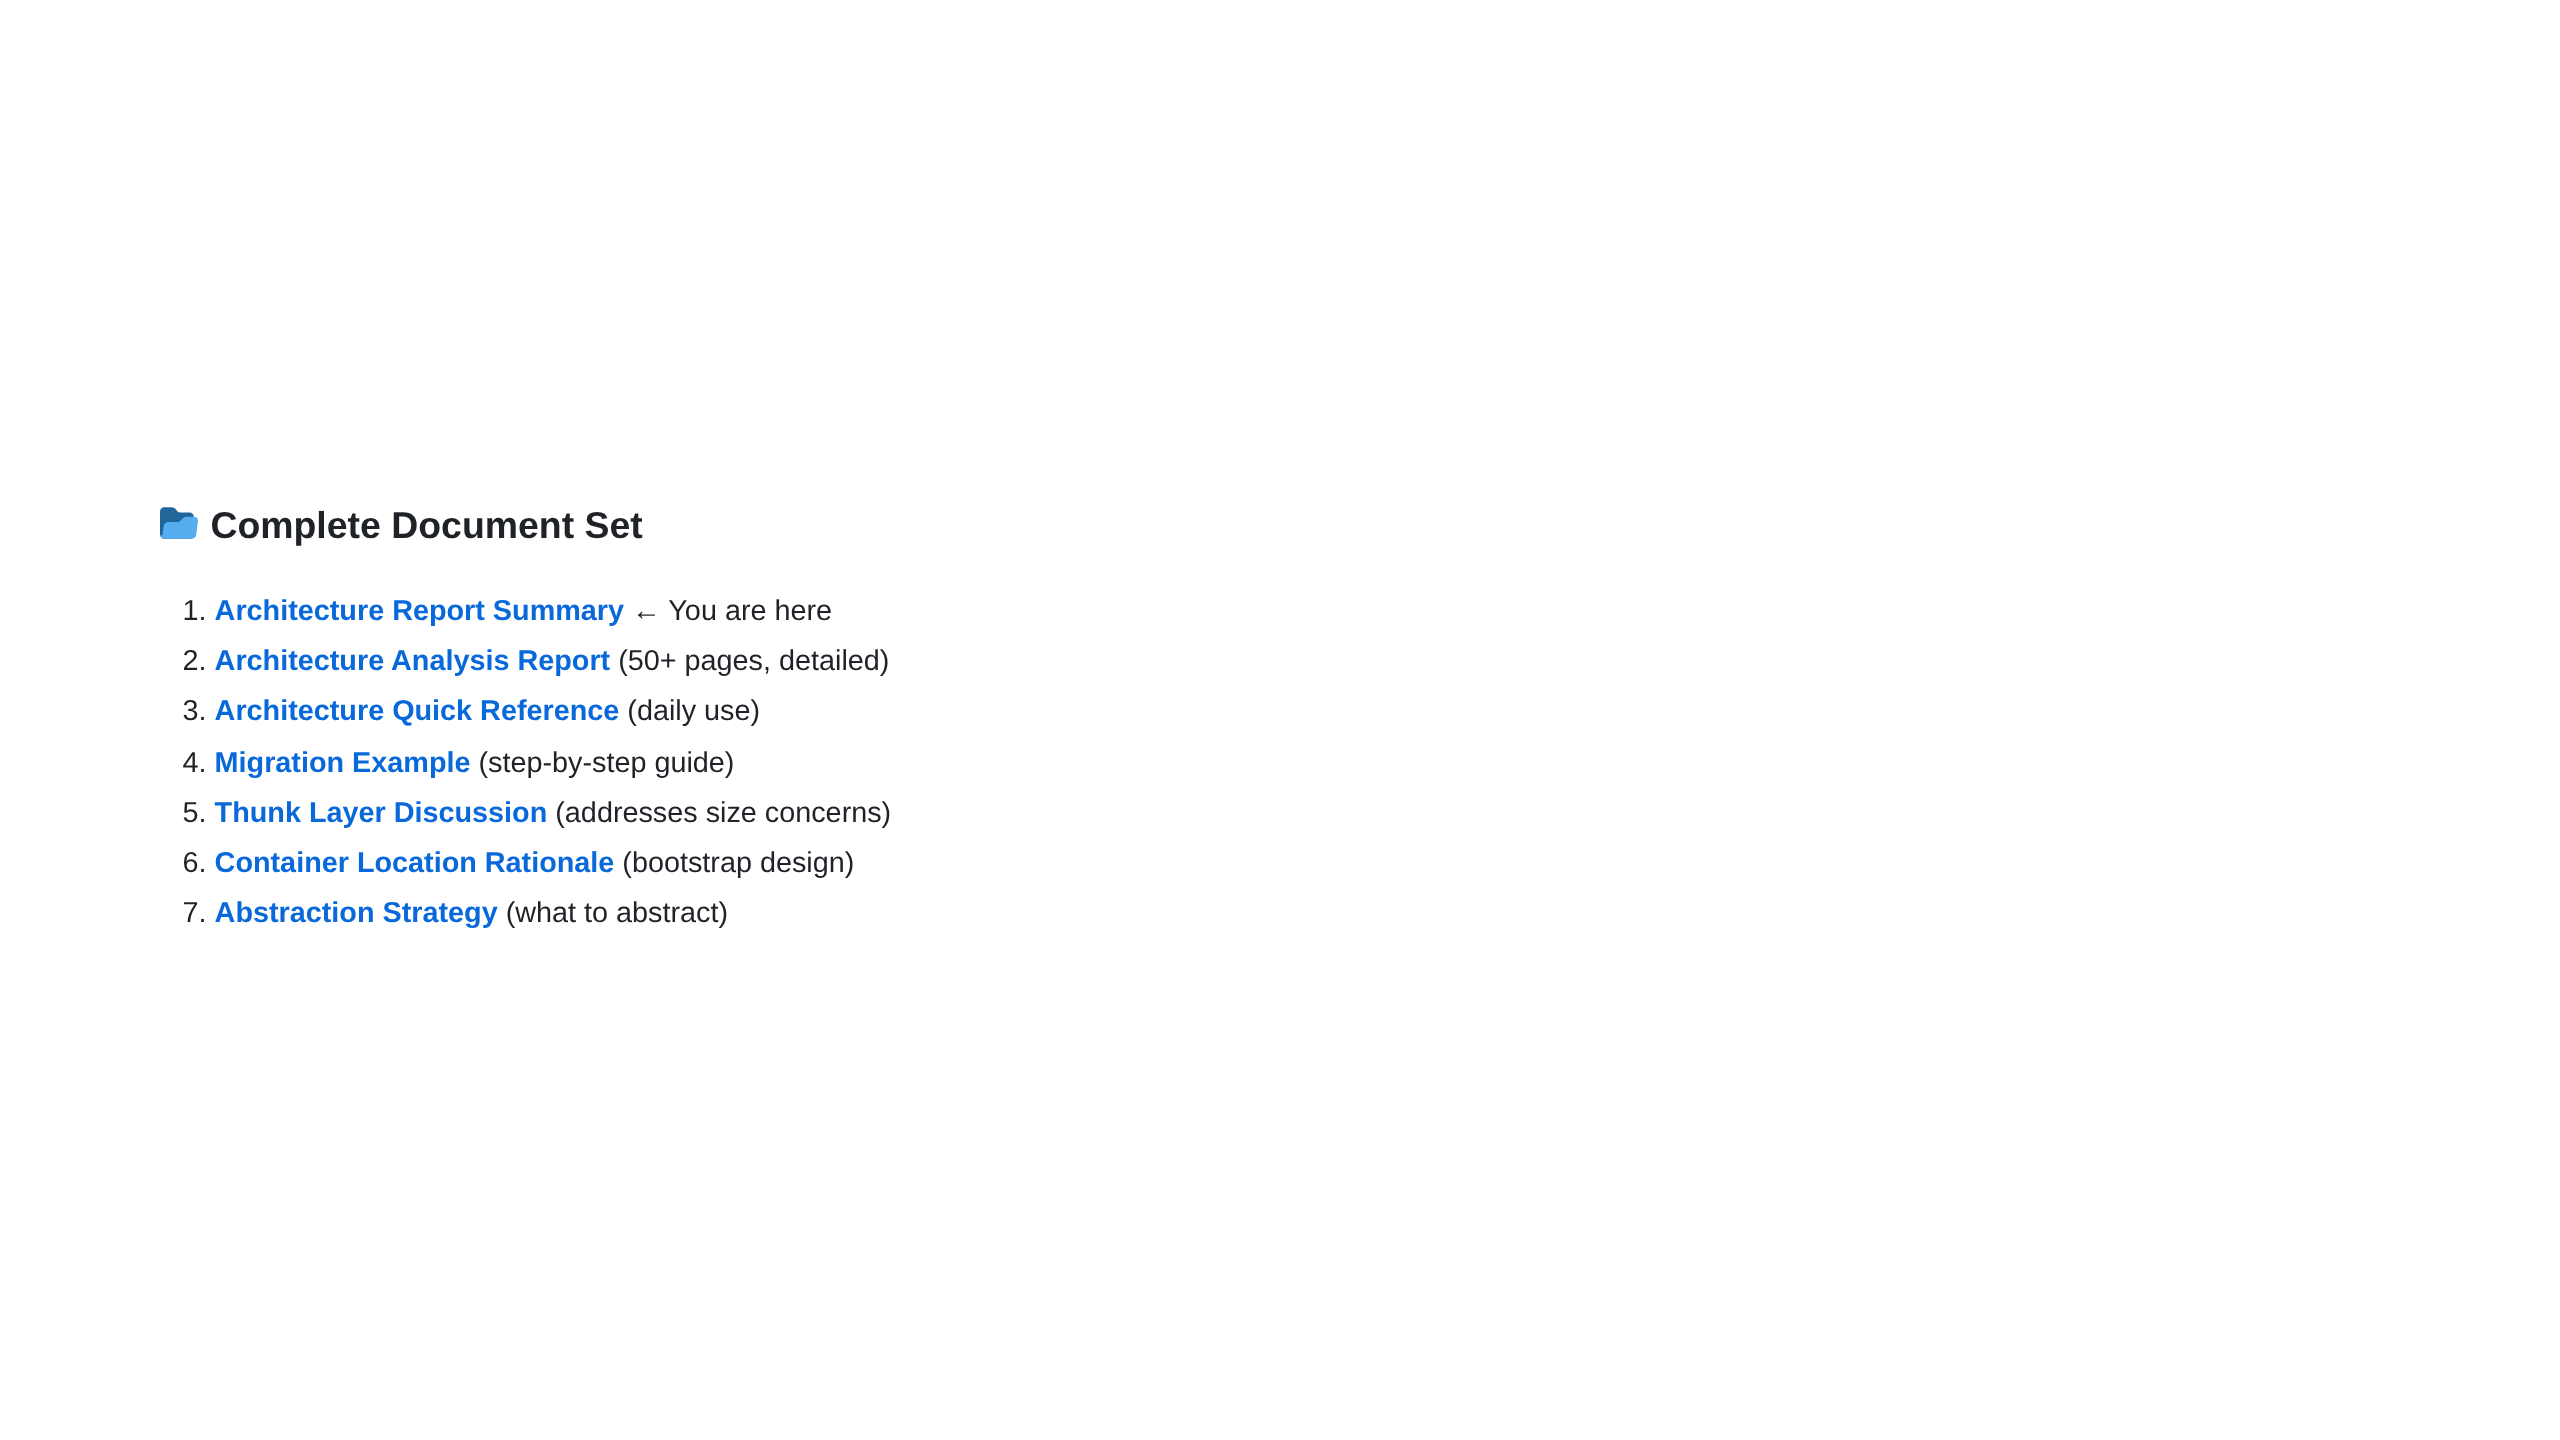 Complete Document Set
1. Architecture Report Summary ← You are here
2. Architecture Analysis Report (50+ pages, detailed)
3. Architecture Quick Reference (daily use)
4. Migration Example (step-by-step guide)
5. Thunk Layer Discussion (addresses size concerns)
6. Container Location Rationale (bootstrap design)
7. Abstraction Strategy (what to abstract)